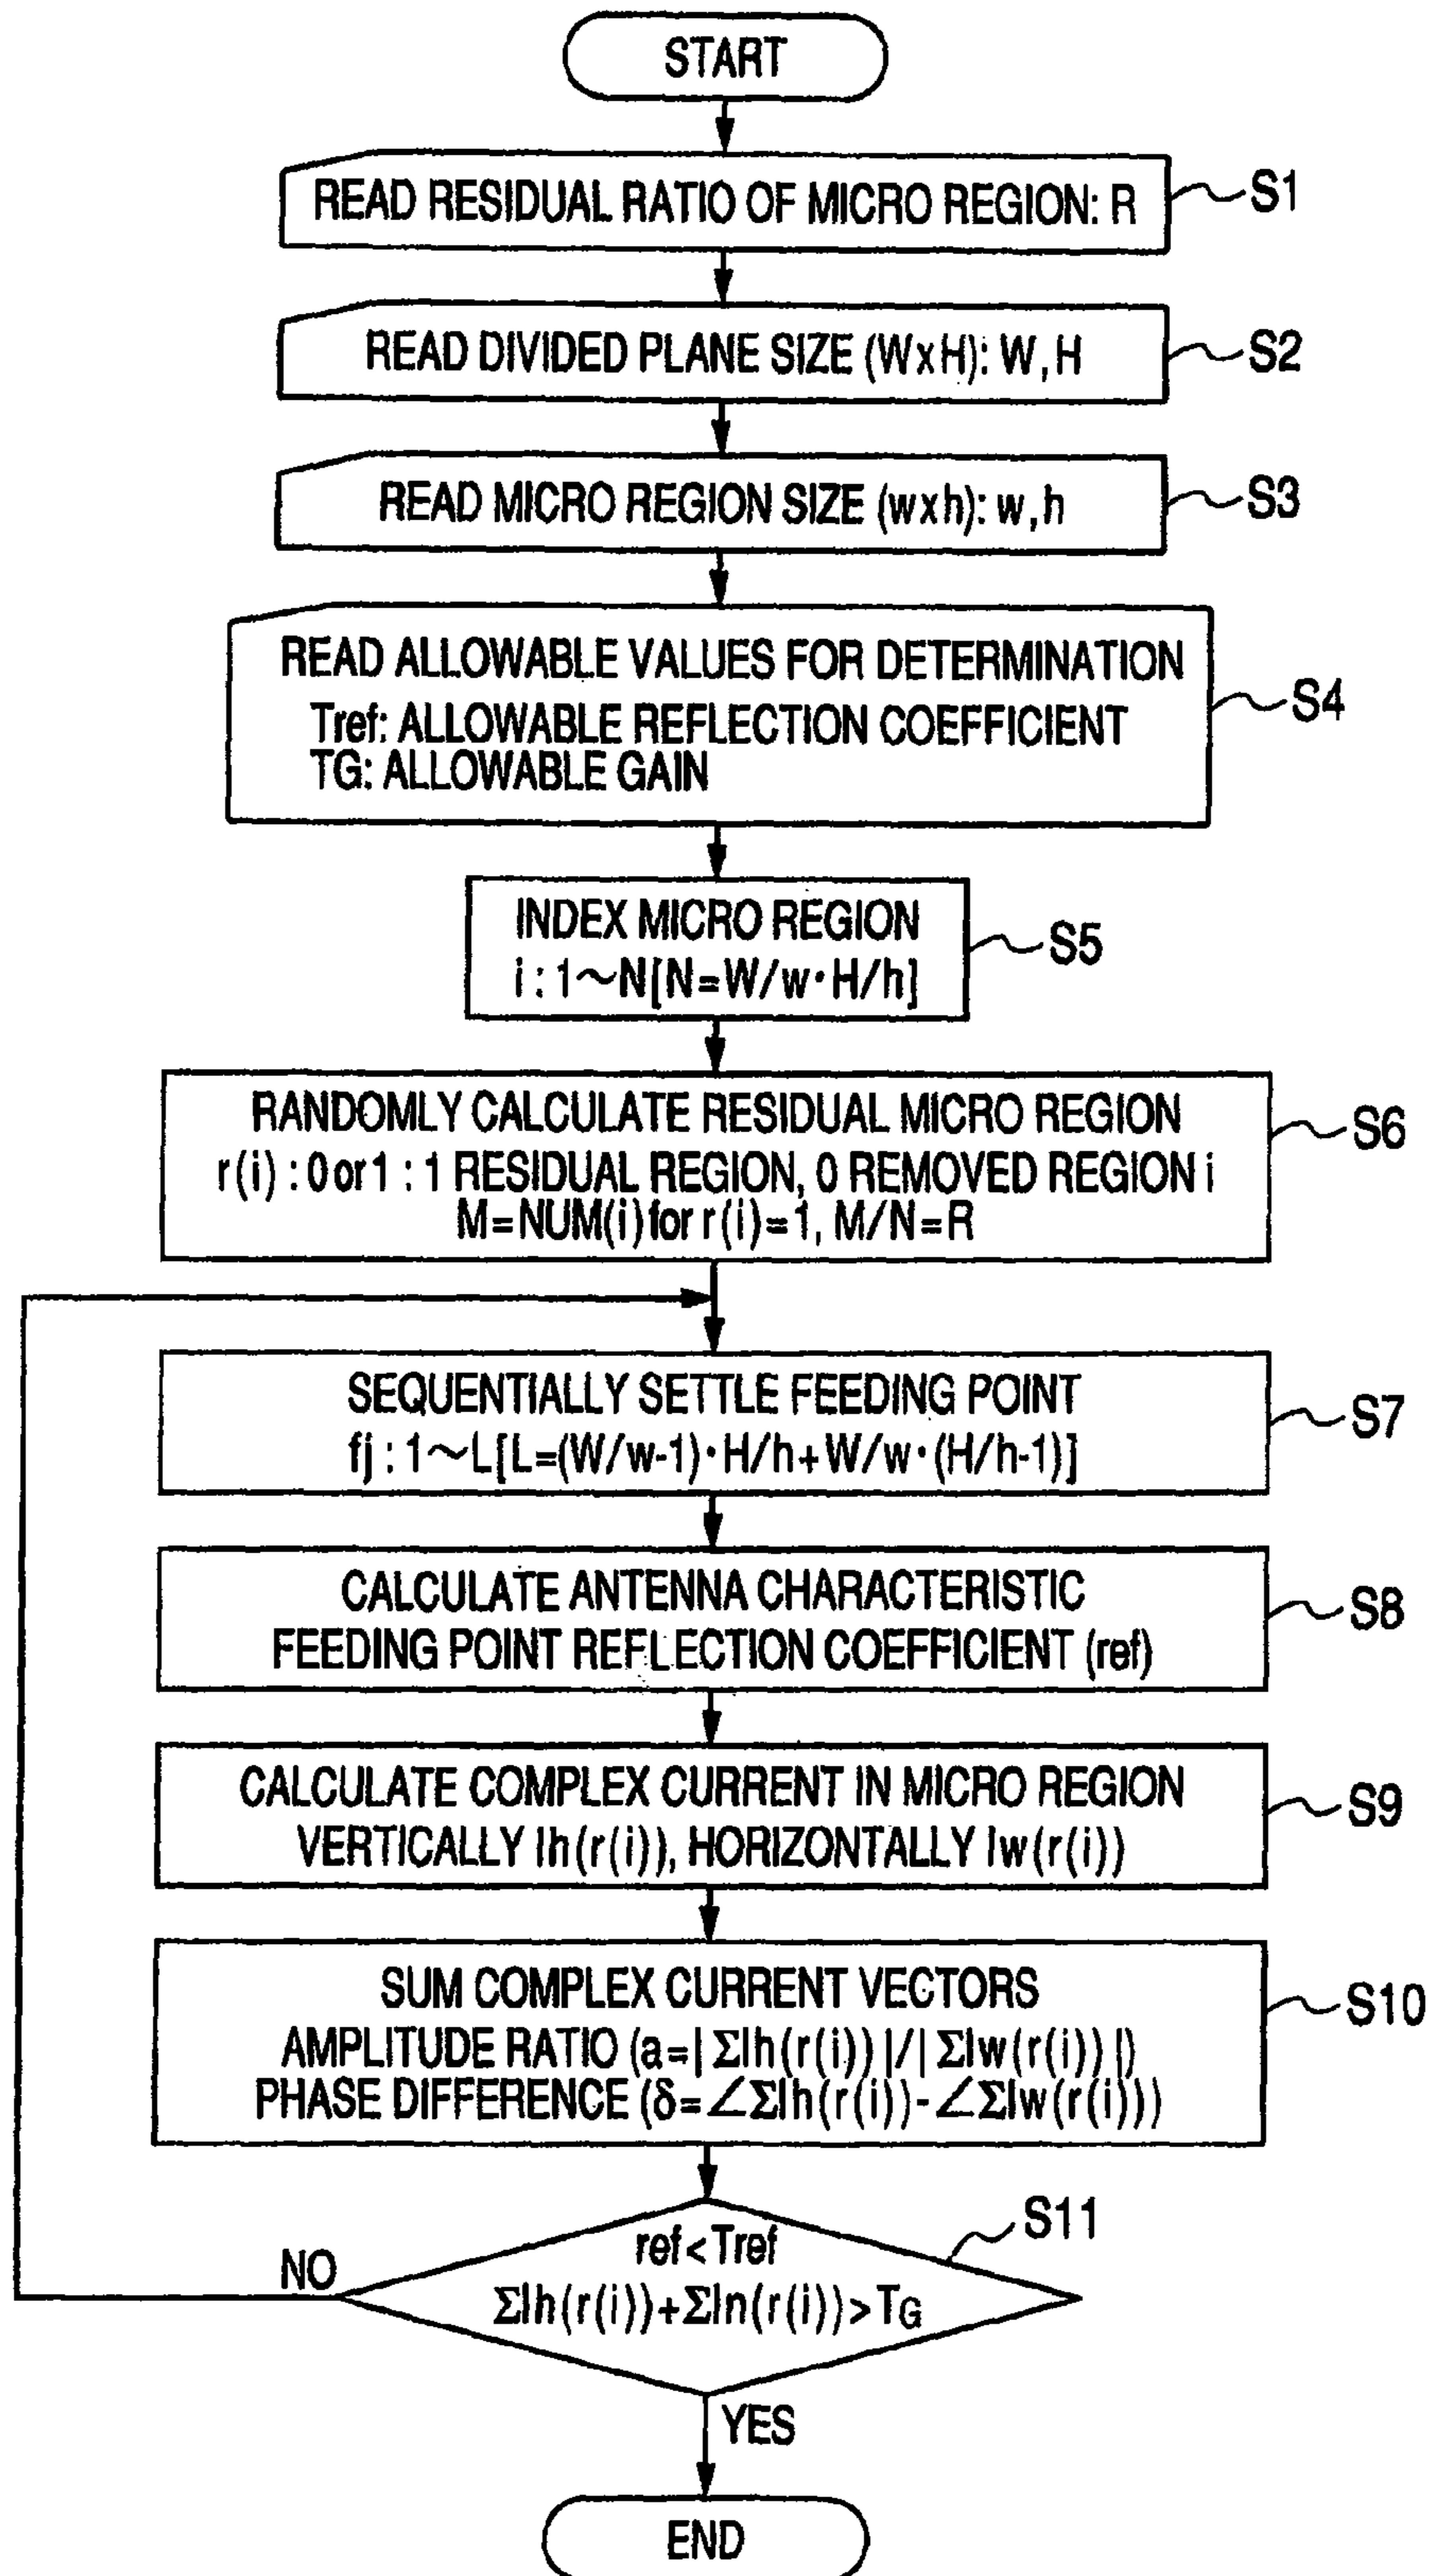 START
READ RESIDUAL RATIO OF MICRO REGION: R
S1
READ DIVIDED PLANE SIZE (WxH): W, H
S2
READ MICRO REGION SIZE (wxh): w, h
S3
READ ALLOWABLE VALUES FOR DETERMINATION
Tref: ALLOWABLE REFLECTION COEFFICIENT
TG: ALLOWABLE GAIN
S4
INDEX MICRO REGION
i : 1～N[N=W/w·H/h]
S5
RANDOMLY CALCULATE RESIDUAL MICRO REGION
r(i) : 0 or 1 : 1 RESIDUAL REGION, 0 REMOVED REGION i
M=NUM(i) for r(i)=1, M/N=R
S6
SEQUENTIALLY SETTLE FEEDING POINT
fj : 1～L[L=(W/w-1)·H/h+W/w·(H/h-1)]
S7
CALCULATE ANTENNA CHARACTERISTIC
FEEDING POINT REFLECTION COEFFICIENT (ref)
S8
CALCULATE COMPLEX CURRENT IN MICRO REGION
VERTICALLY Ih(r(i)), HORIZONTALLY Iw(r(i))
S9
SUM COMPLEX CURRENT VECTORS
AMPLITUDE RATIO (a=|ΣIh(r(i))|/|ΣIw(r(i))|)
PHASE DIFFERENCE (δ=∠ΣIh(r(i))-∠ΣIw(r(i)))
S10
S11
ref<Tref
ΣIh(r(i))+ΣIn(r(i))>TG
NO
YES
END